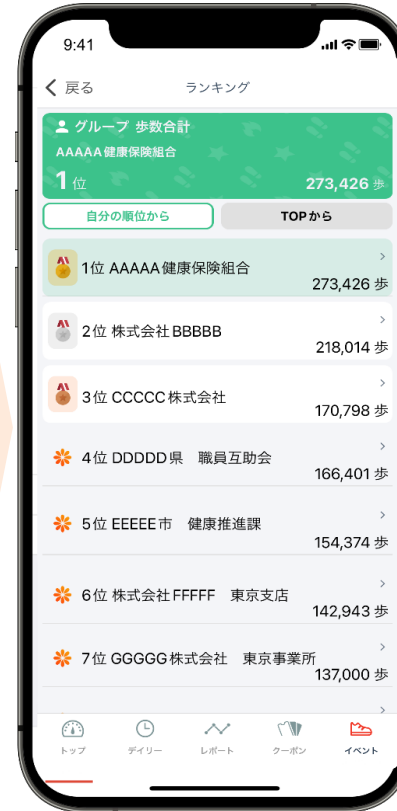 9:41
戻る
ランキング
グループ 歩数合計
AAAAA健康保険組合
1位
273,426 歩
自分の順位から
TOPから
1位 AAAAA健康保険組合
273,426 歩
2位 株式会社BBBBB
218,014 歩
3位 CCCCC株式会社
170,798 歩
4位 DDDDD県　職員互助会
166,401 歩
5位 EEEEE市　健康推進課
154,374 歩
6位 株式会社FFFFF　東京支店
142,943 歩
7位 GGGGG株式会社　東京事業所
137,000 歩
トップ
デイリー
レポート
クーポン
イベント